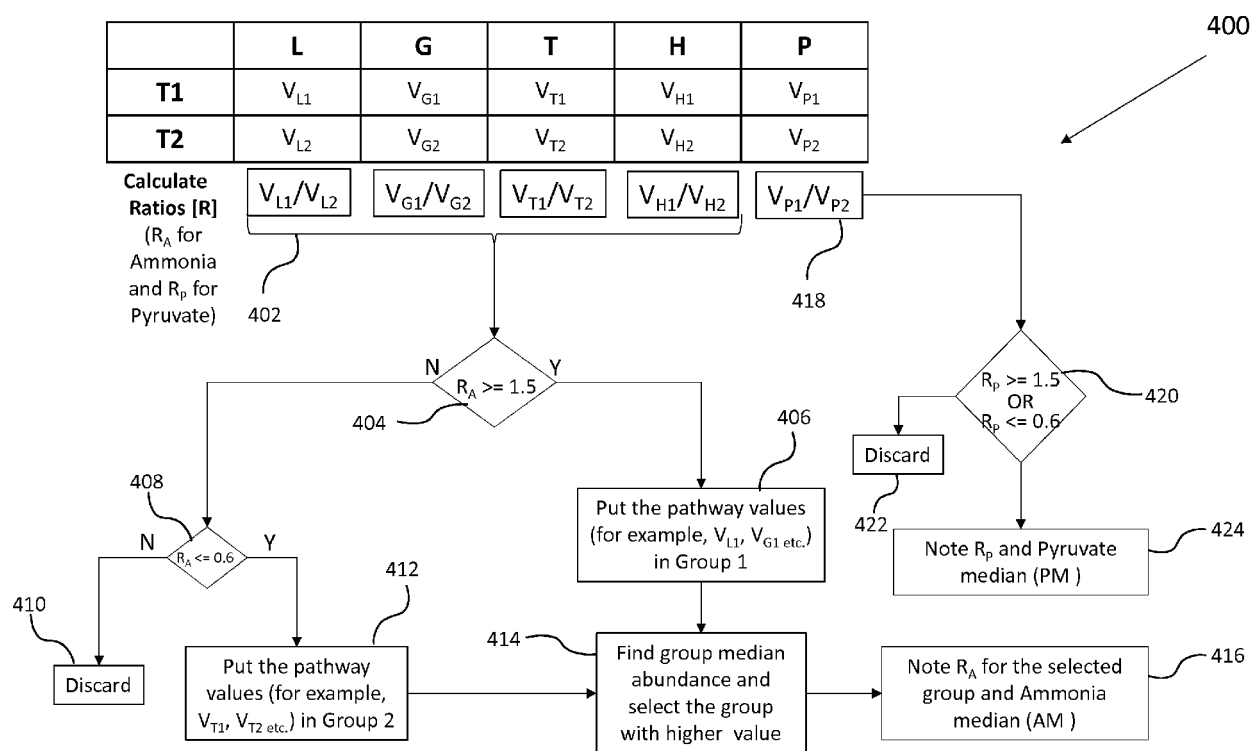 400
L G T H P
T1 V_L1 V_G1 V_T1 V_H1 V_P1
T2 V_L2 V_G2 V_T2 V_H2 V_P2
Calculate
Ratios [R]
(R_A for
Ammonia
and R_P for
Pyruvate)
V_L1/V_L2 V_G1/V_G2 V_T1/V_T2 V_H1/V_H2 V_P1/V_P2
402
418
N
R_A >= 1.5
Y
404
R_P >= 1.5
OR
R_P <= 0.6
420
Discard
422
406
Put the pathway values
(for example, V_L1, V_G1 etc.)
in Group 1
Note R_P and Pyruvate
median (PM )
424
408
N
R_A <= 0.6
Y
410
Discard
412
Put the pathway
values (for example,
V_T1, V_T2 etc.) in Group 2
414
Find group median
abundance and
select the group
with higher value
Note R_A for the selected
group and Ammonia
median (AM )
416